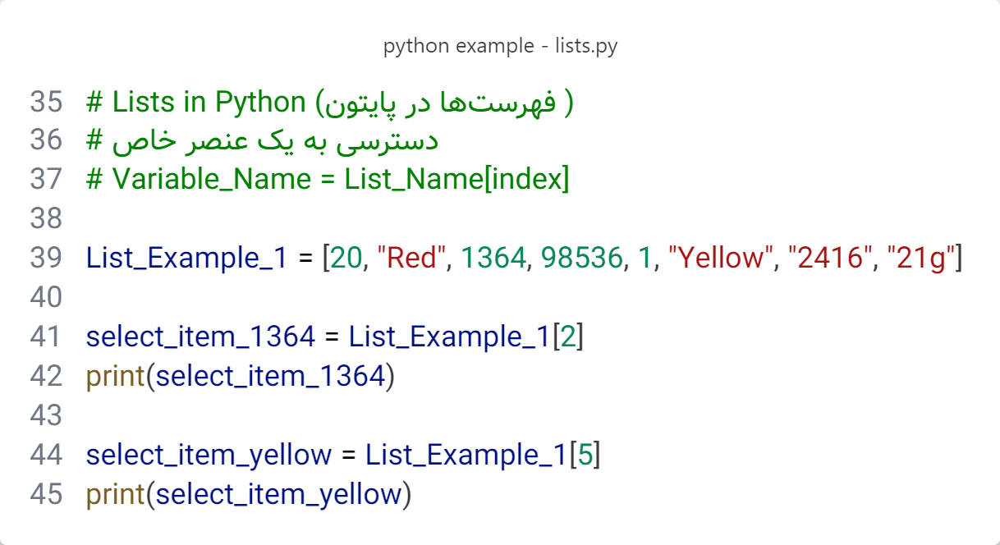 python example - lists.py
35 # Lists in Python (فهرست‌ها در پایتون )
36 # دسترسی به یک عنصر خاص
37 # Variable_Name = List_Name[index]
38
39 List_Example_1 = [20, "Red", 1364, 98536, 1, "Yellow", "2416", "21g"]
40
41 select_item_1364 = List_Example_1[2]
42 print(select_item_1364)
43
44 select_item_yellow = List_Example_1[5]
45 print(select_item_yellow)